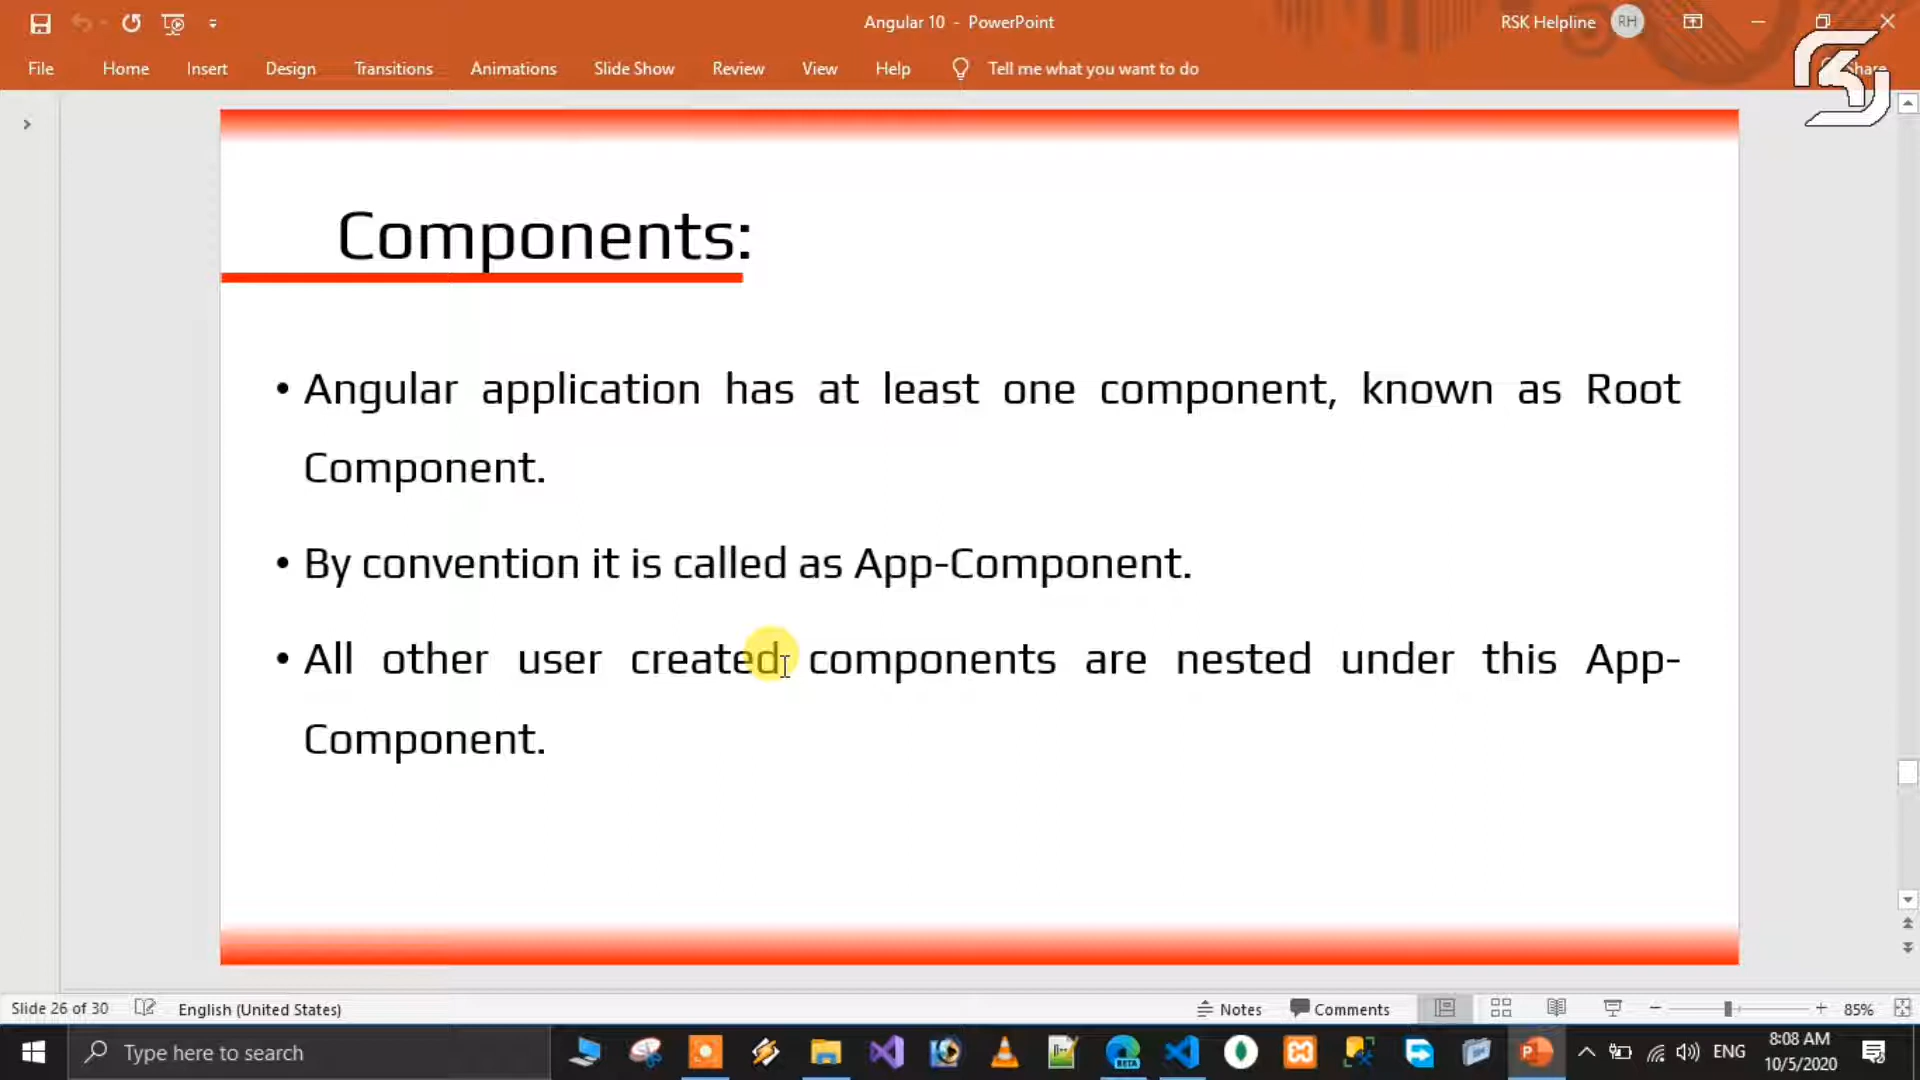 Angular 10 - PowerPoint
RSK Helpline
RH
File Home Insert Design Transitions Animations Slide Show Review View Help Tell me what you want to do Share
Components:
• Angular application has at least one component, known as Root
Component.
• By convention it is called as App-Component.
• All other user created components are nested under this App-
Component.
Slide 26 of 30 English (United States) Notes Comments 85%
Type here to search
ENG
8:08 AM
10/5/2020